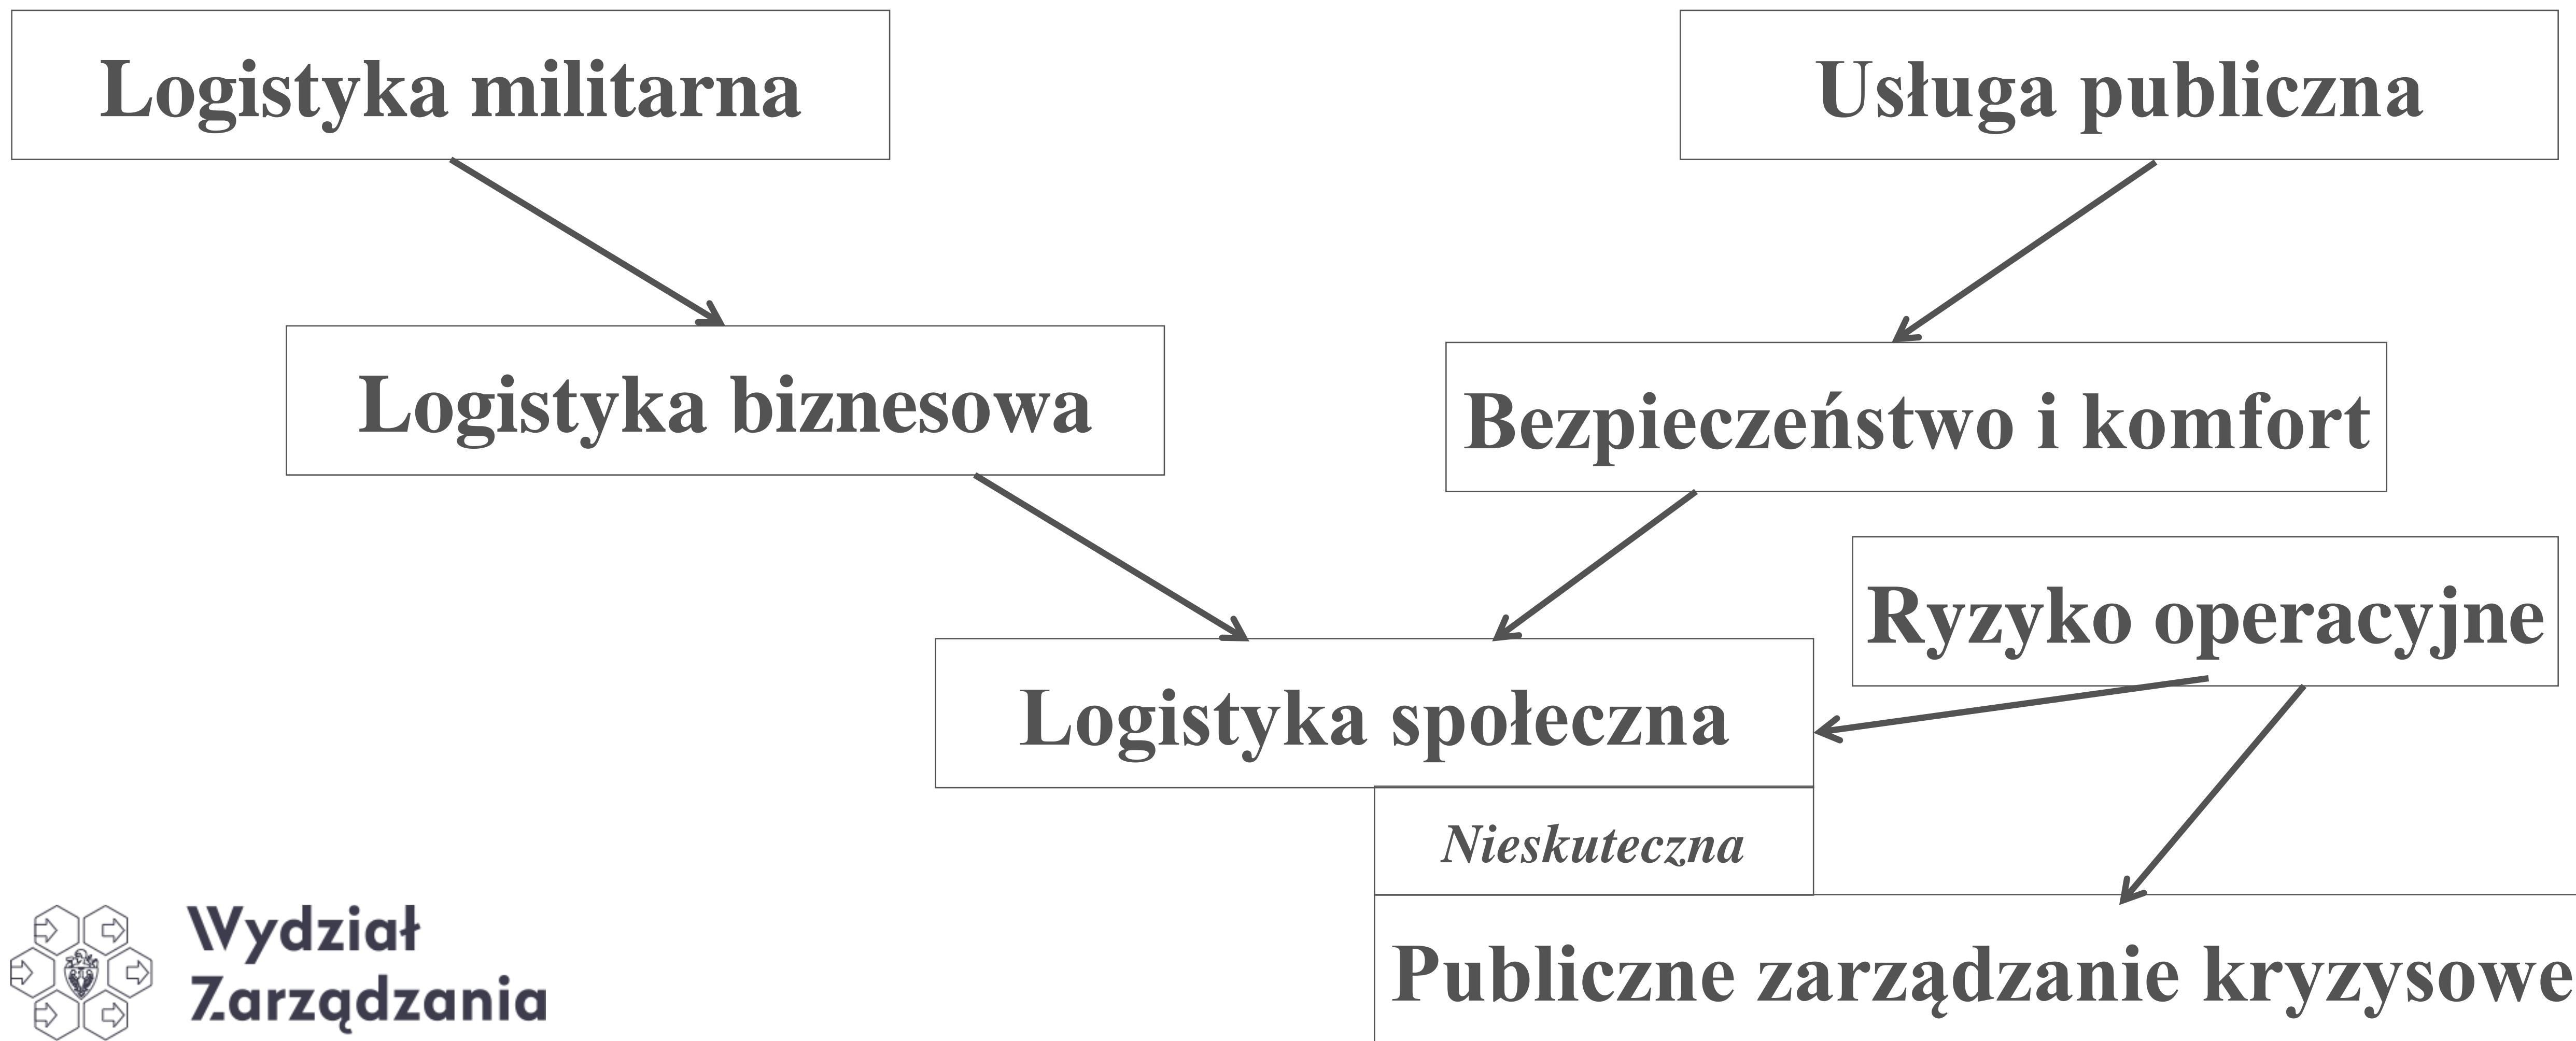 Logistyka militarna
Usługa publiczna
Logistyka biznesowa
Bezpieczeństwo i komfort
Ryzyko operacyjne
Logistyka społeczna
Nieskuteczna
Publiczne zarządzanie kryzysowe
Wydział
Zarządzania